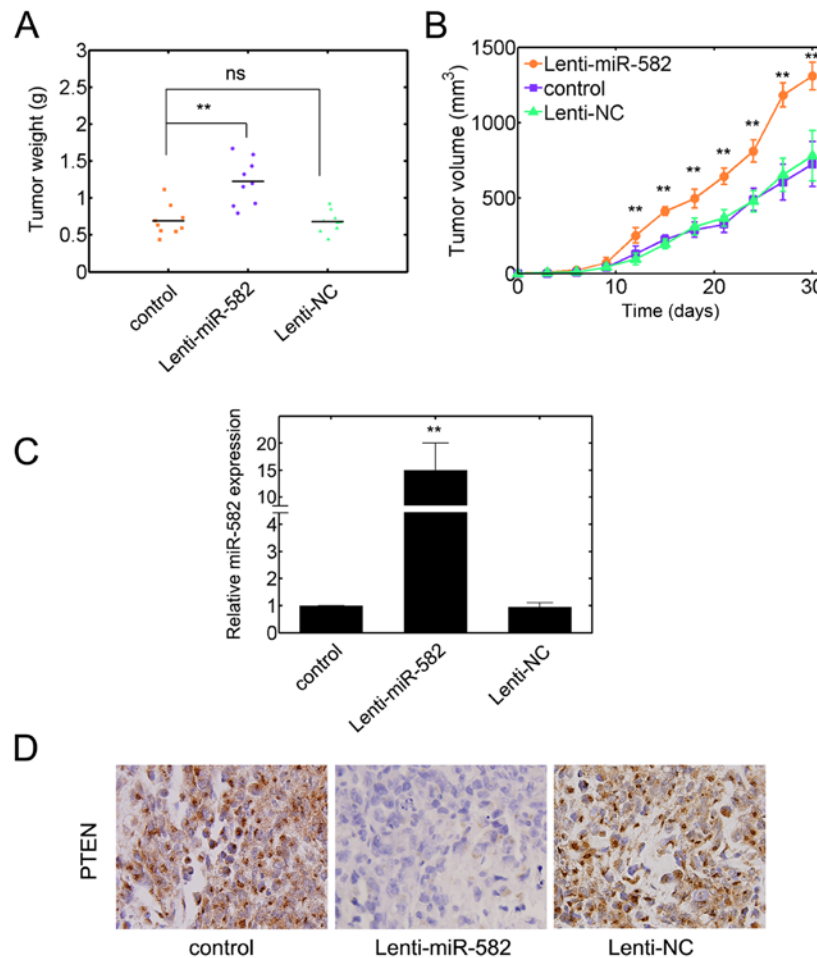 A
Tumor weight (g)
3
2.5
2
1.5
1
0.5
0
ns
**
control
Lenti-miR-582
Lenti-NC
B
Tumor volume (mm³)
1500
1000
500
0
Lenti-miR-582
control
Lenti-NC
** ** ** ** ** ** **
0 10 20 30
Time (days)
C
Relative miR-582 expression
20
15
10
4
3
2
1
0
**
control
Lenti-miR-582
Lenti-NC
D
PTEN
control Lenti-miR-582 Lenti-NC